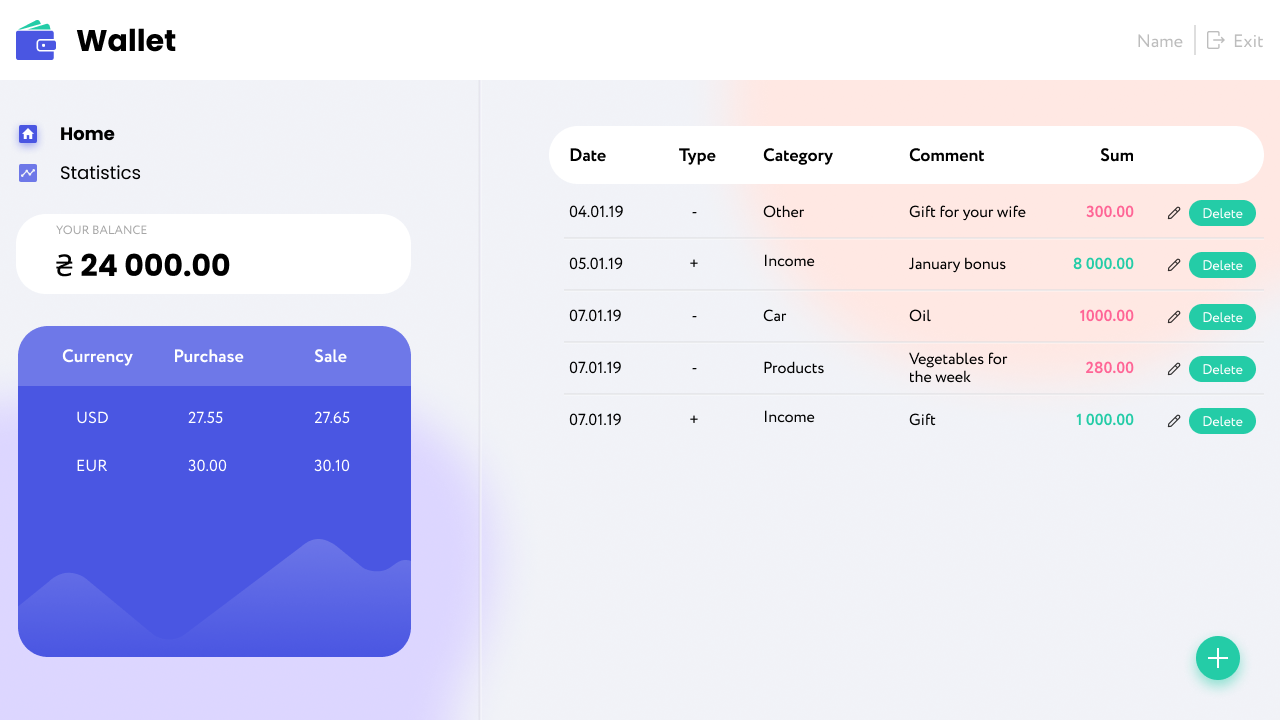 Wallet
Name Exit
Home
Statistics
YOUR BALANCE
₴ 24 000.00
Currency Purchase Sale
USD 27.55 27.65
EUR 30.00 30.10
Date Type Category Comment Sum
04.01.19 - Other Gift for your wife 300.00 Delete
05.01.19 + Income January bonus 8 000.00 Delete
07.01.19 - Car Oil 1000.00 Delete
07.01.19 - Products Vegetables for
the week 280.00 Delete
07.01.19 + Income Gift 1 000.00 Delete